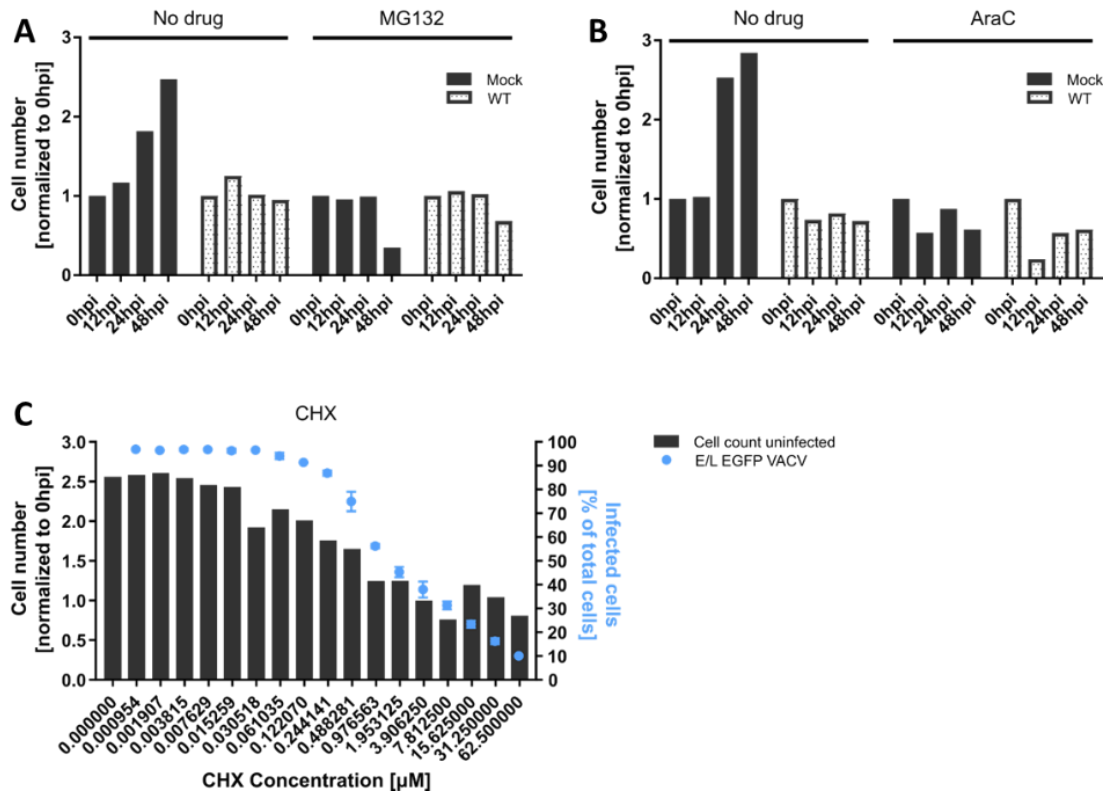 A
No drug
MG132
Cell number
[normalized to 0hpi]
3
2
1
0
Mock
WT
0hpi
12hpi
24hpi
48hpi
0hpi
12hpi
24hpi
48hpi
0hpi
12hpi
24hpi
48hpi
0hpi
12hpi
24hpi
48hpi
B
No drug
AraC
Cell number
[normalized to 0hpi]
3
2
1
0
Mock
WT
0hpi
12hpi
24hpi
48hpi
0hpi
12hpi
24hpi
48hpi
0hpi
12hpi
24hpi
48hpi
0hpi
12hpi
24hpi
48hpi
C
CHX
Cell number
[normalized to 0hpi]
3.0
2.5
2.0
1.5
1.0
0.5
0.0
100
90
80
70
60
50
40
30
20
10
0
Infected cells
[% of total cells]
Cell count uninfected
E/L EGFP VACV
0.000000
0.000954
0.001907
0.003815
0.007629
0.015259
0.030518
0.061035
0.122070
0.244141
0.488281
0.976563
1.953125
3.906250
7.812500
15.625000
31.250000
62.500000
CHX Concentration [µM]